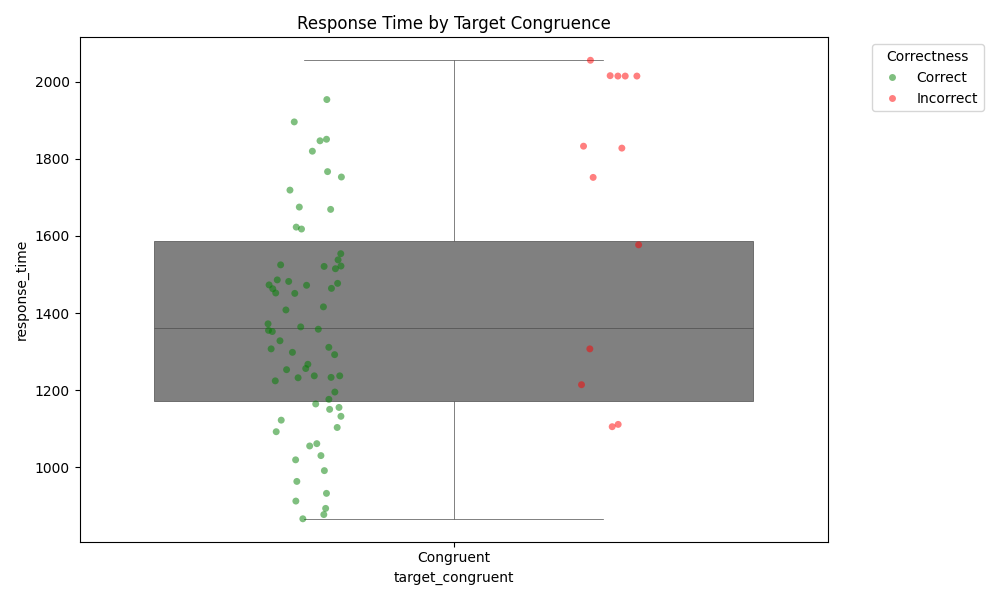 Response Time by Target Congruence
Correctness
Correct
Incorrect
response_time
2000
1800
1600
1400
1200
1000
Congruent
target_congruent